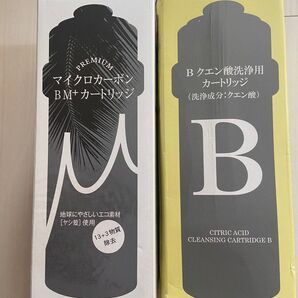 PREMIUM
マイクロカーボン
BM+カートリッジ
μ
地球にやさしいエコ素材
[ヤシ殻]使用
13+3物質
除去
B クエン酸洗浄用
カートリッジ
(洗浄成分:クエン酸)
B
CITRIC ACID
CLEANSING CARTRIDGE B